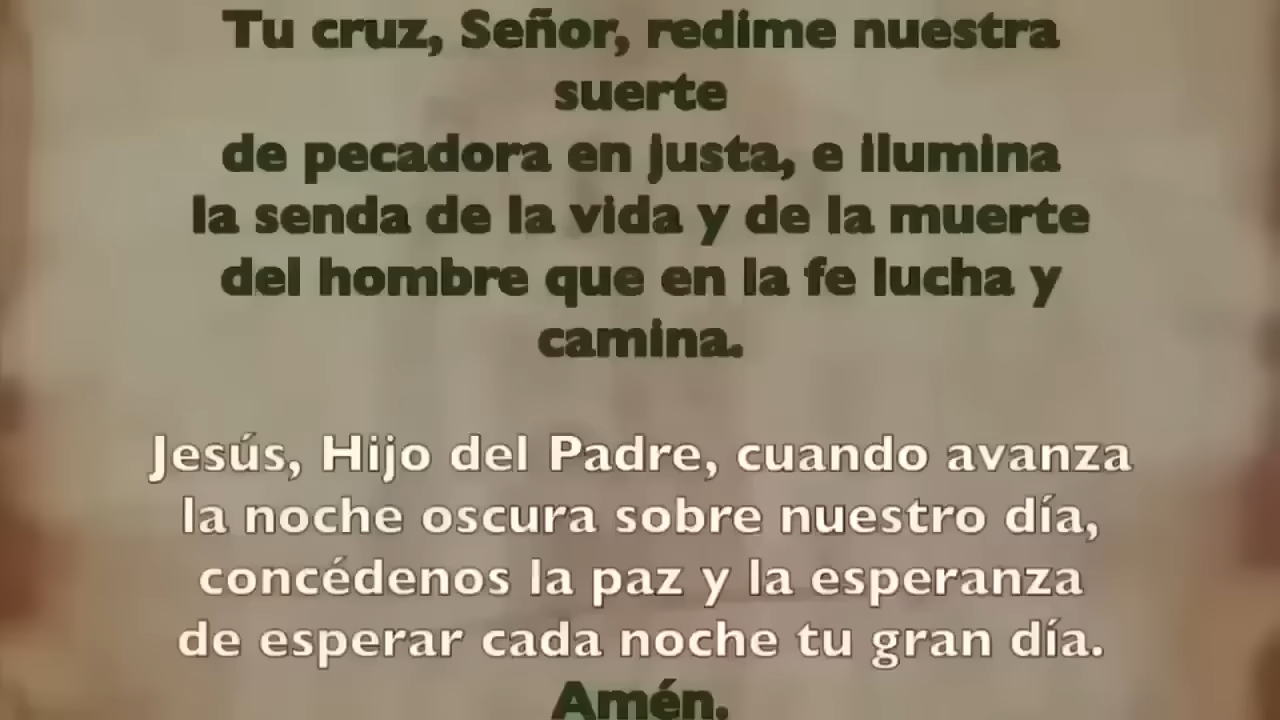 Tu cruz, Señor, redime nuestra
suerte
de pecadora en justa, e ilumina
la senda de la vida y de la muerte
del hombre que en la fe lucha y
camina.
Jesús, Hijo del Padre, cuando avanza
la noche oscura sobre nuestro día,
concédenos la paz y la esperanza
de esperar cada noche tu gran día.
Amén.